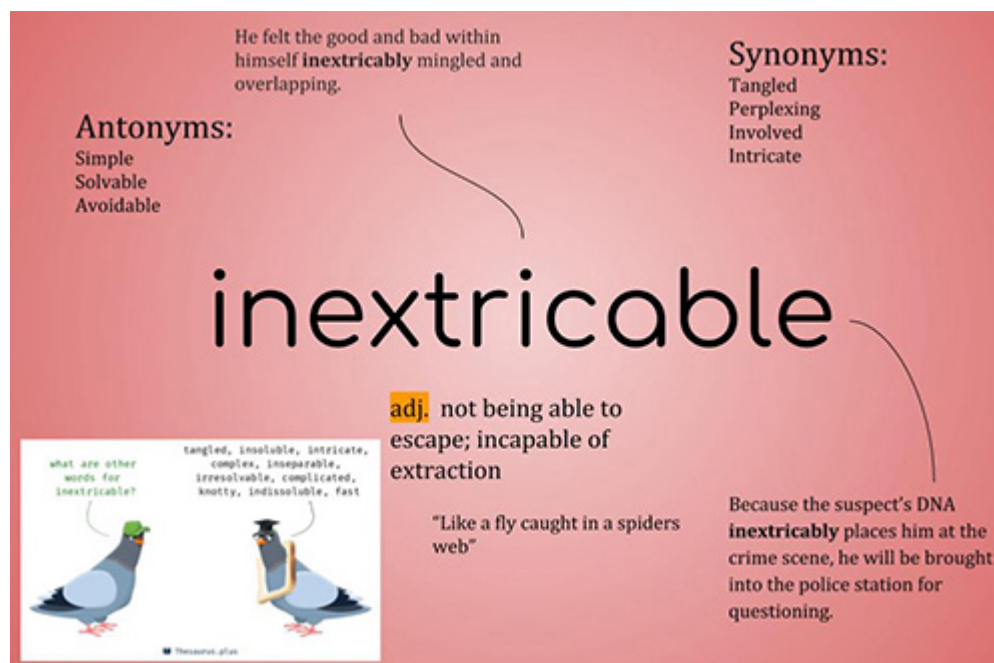 He felt the good and bad within
himself inextricably mingled and
overlapping.
Synonyms:
Tangled
Perplexing
Involved
Intricate
Antonyms:
Simple
Solvable
Avoidable
inextricable
adj. not being able to
escape; incapable of
extraction
"Like a fly caught in a spiders
web"
what are other
words for
inextricable?
tangled, insoluble, intricate,
complex, inseparable,
irresolvable, complicated,
knotty, indissoluble, fast
Thesaurus.plus
Because the suspect's DNA
inextricably places him at the
crime scene, he will be brought
into the police station for
questioning.